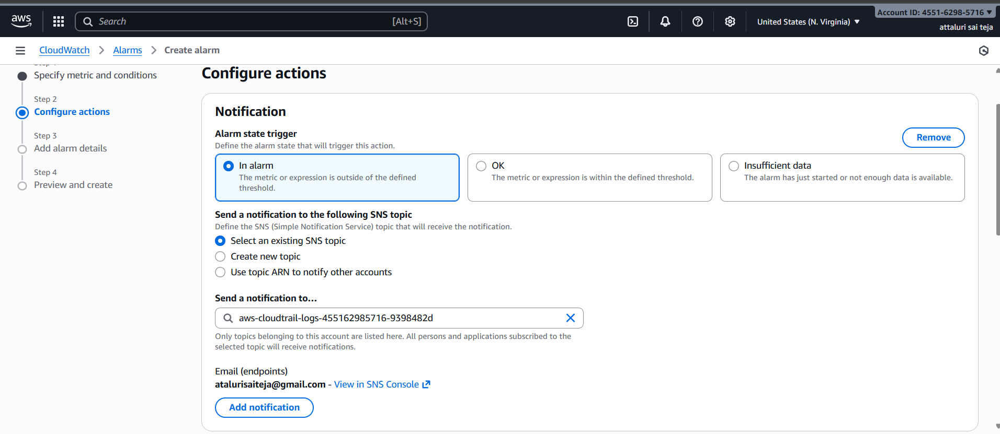 aws
Search [Alt+S]
United States (N. Virginia)
Account ID: 4551-6298-5716
attaluri sai teja
CloudWatch
Alarms
Create alarm
Specify metric and conditions
Step 2
Configure actions
Step 3
Add alarm details
Step 4
Preview and create
Configure actions
Notification
Alarm state trigger
Define the alarm state that will trigger this action.
Remove
In alarm
The metric or expression is outside of the defined
threshold.
OK
The metric or expression is within the defined threshold.
Insufficient data
The alarm has just started or not enough data is available.
Send a notification to the following SNS topic
Define the SNS (Simple Notification Service) topic that will receive the notification.
Select an existing SNS topic
Create new topic
Use topic ARN to notify other accounts
Send a notification to…
aws-cloudtrail-logs-455162985716-9398482d
Only topics belonging to this account are listed here. All persons and applications subscribed to the
selected topic will receive notifications.
Email (endpoints)
atalurisaiteja@gmail.com - View in SNS Console
Add notification